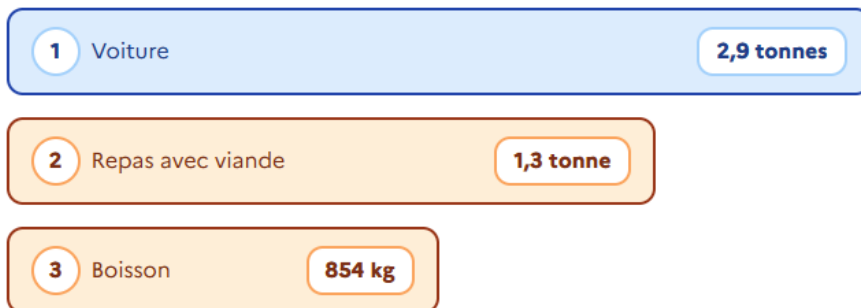 1 Voiture 2,9 tonnes
2 Repas avec viande 1,3 tonne
3 Boisson 854 kg